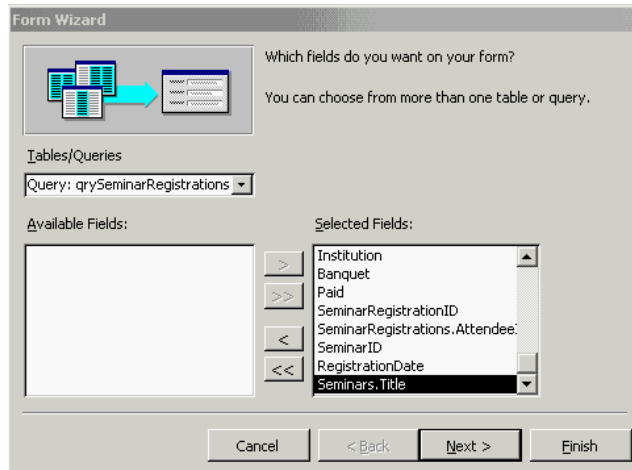 Form Wizard
Which fields do you want on your form?
You can choose from more than one table or query.
Tables/Queries
Query: qrySeminarRegistrations
Available Fields:
Selected Fields:
>
>>
<
<<
Institution
Banquet
Paid
SeminarRegistrationID
SeminarRegistrations.Attendee
SeminarID
RegistrationDate
Seminars.Title
Cancel
< Back
Next >
Finish